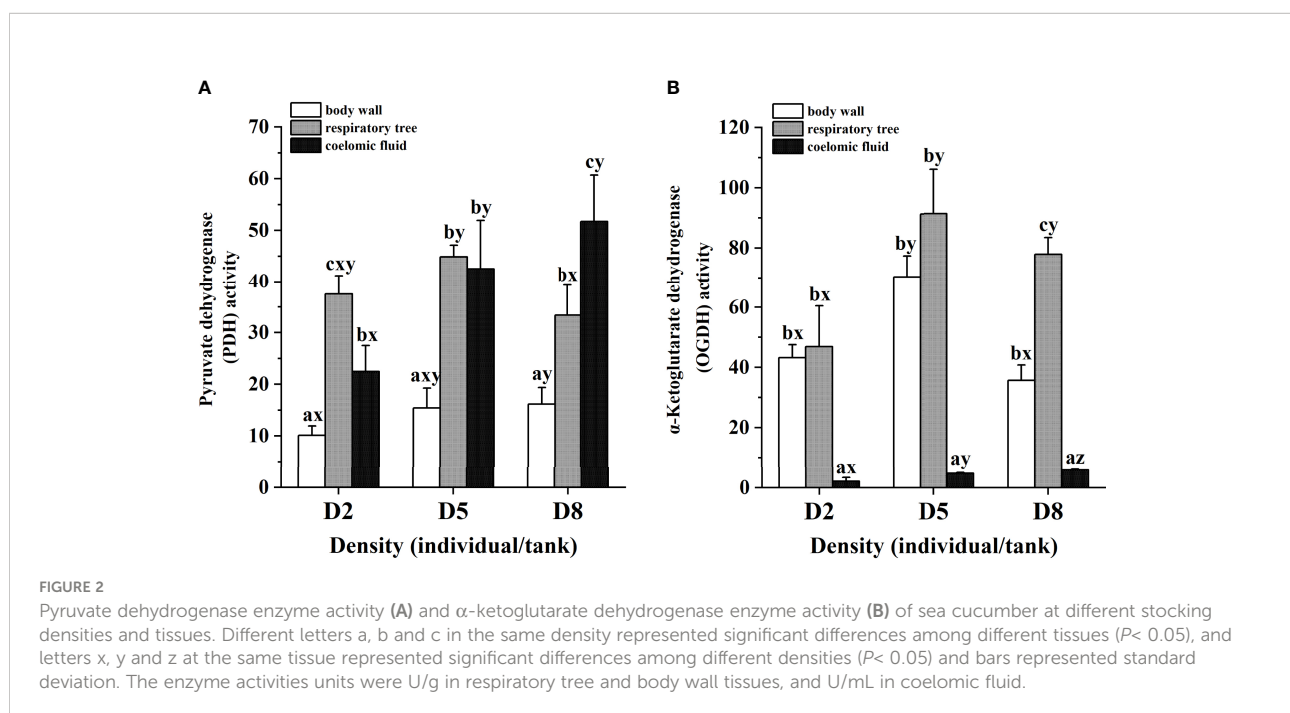 A
body wall
respiratory tree
coelomic fluid
70
60
50
40
30
20
10
0
Pyruvate dehydrogenase
(PDH) activity
ax
cxy
bx
axy
by
by
ay
bx
cy
D2
D5
D8
Density (individual/tank)
B
body wall
respiratory tree
coelomic fluid
120
100
80
60
40
20
0
α-Ketoglutarate dehydrogenase
(OGDH) activity
bx
bx
ax
by
by
ay
bx
cy
az
D2
D5
D8
Density (individual/tank)
FIGURE 2
Pyruvate dehydrogenase enzyme activity (A) and α-ketoglutarate dehydrogenase enzyme activity (B) of sea cucumber at different stocking
densities and tissues. Different letters a, b and c in the same density represented significant differences among different tissues (P< 0.05), and
letters x, y and z at the same tissue represented significant differences among different densities (P< 0.05) and bars represented standard
deviation. The enzyme activities units were U/g in respiratory tree and body wall tissues, and U/mL in coelomic fluid.